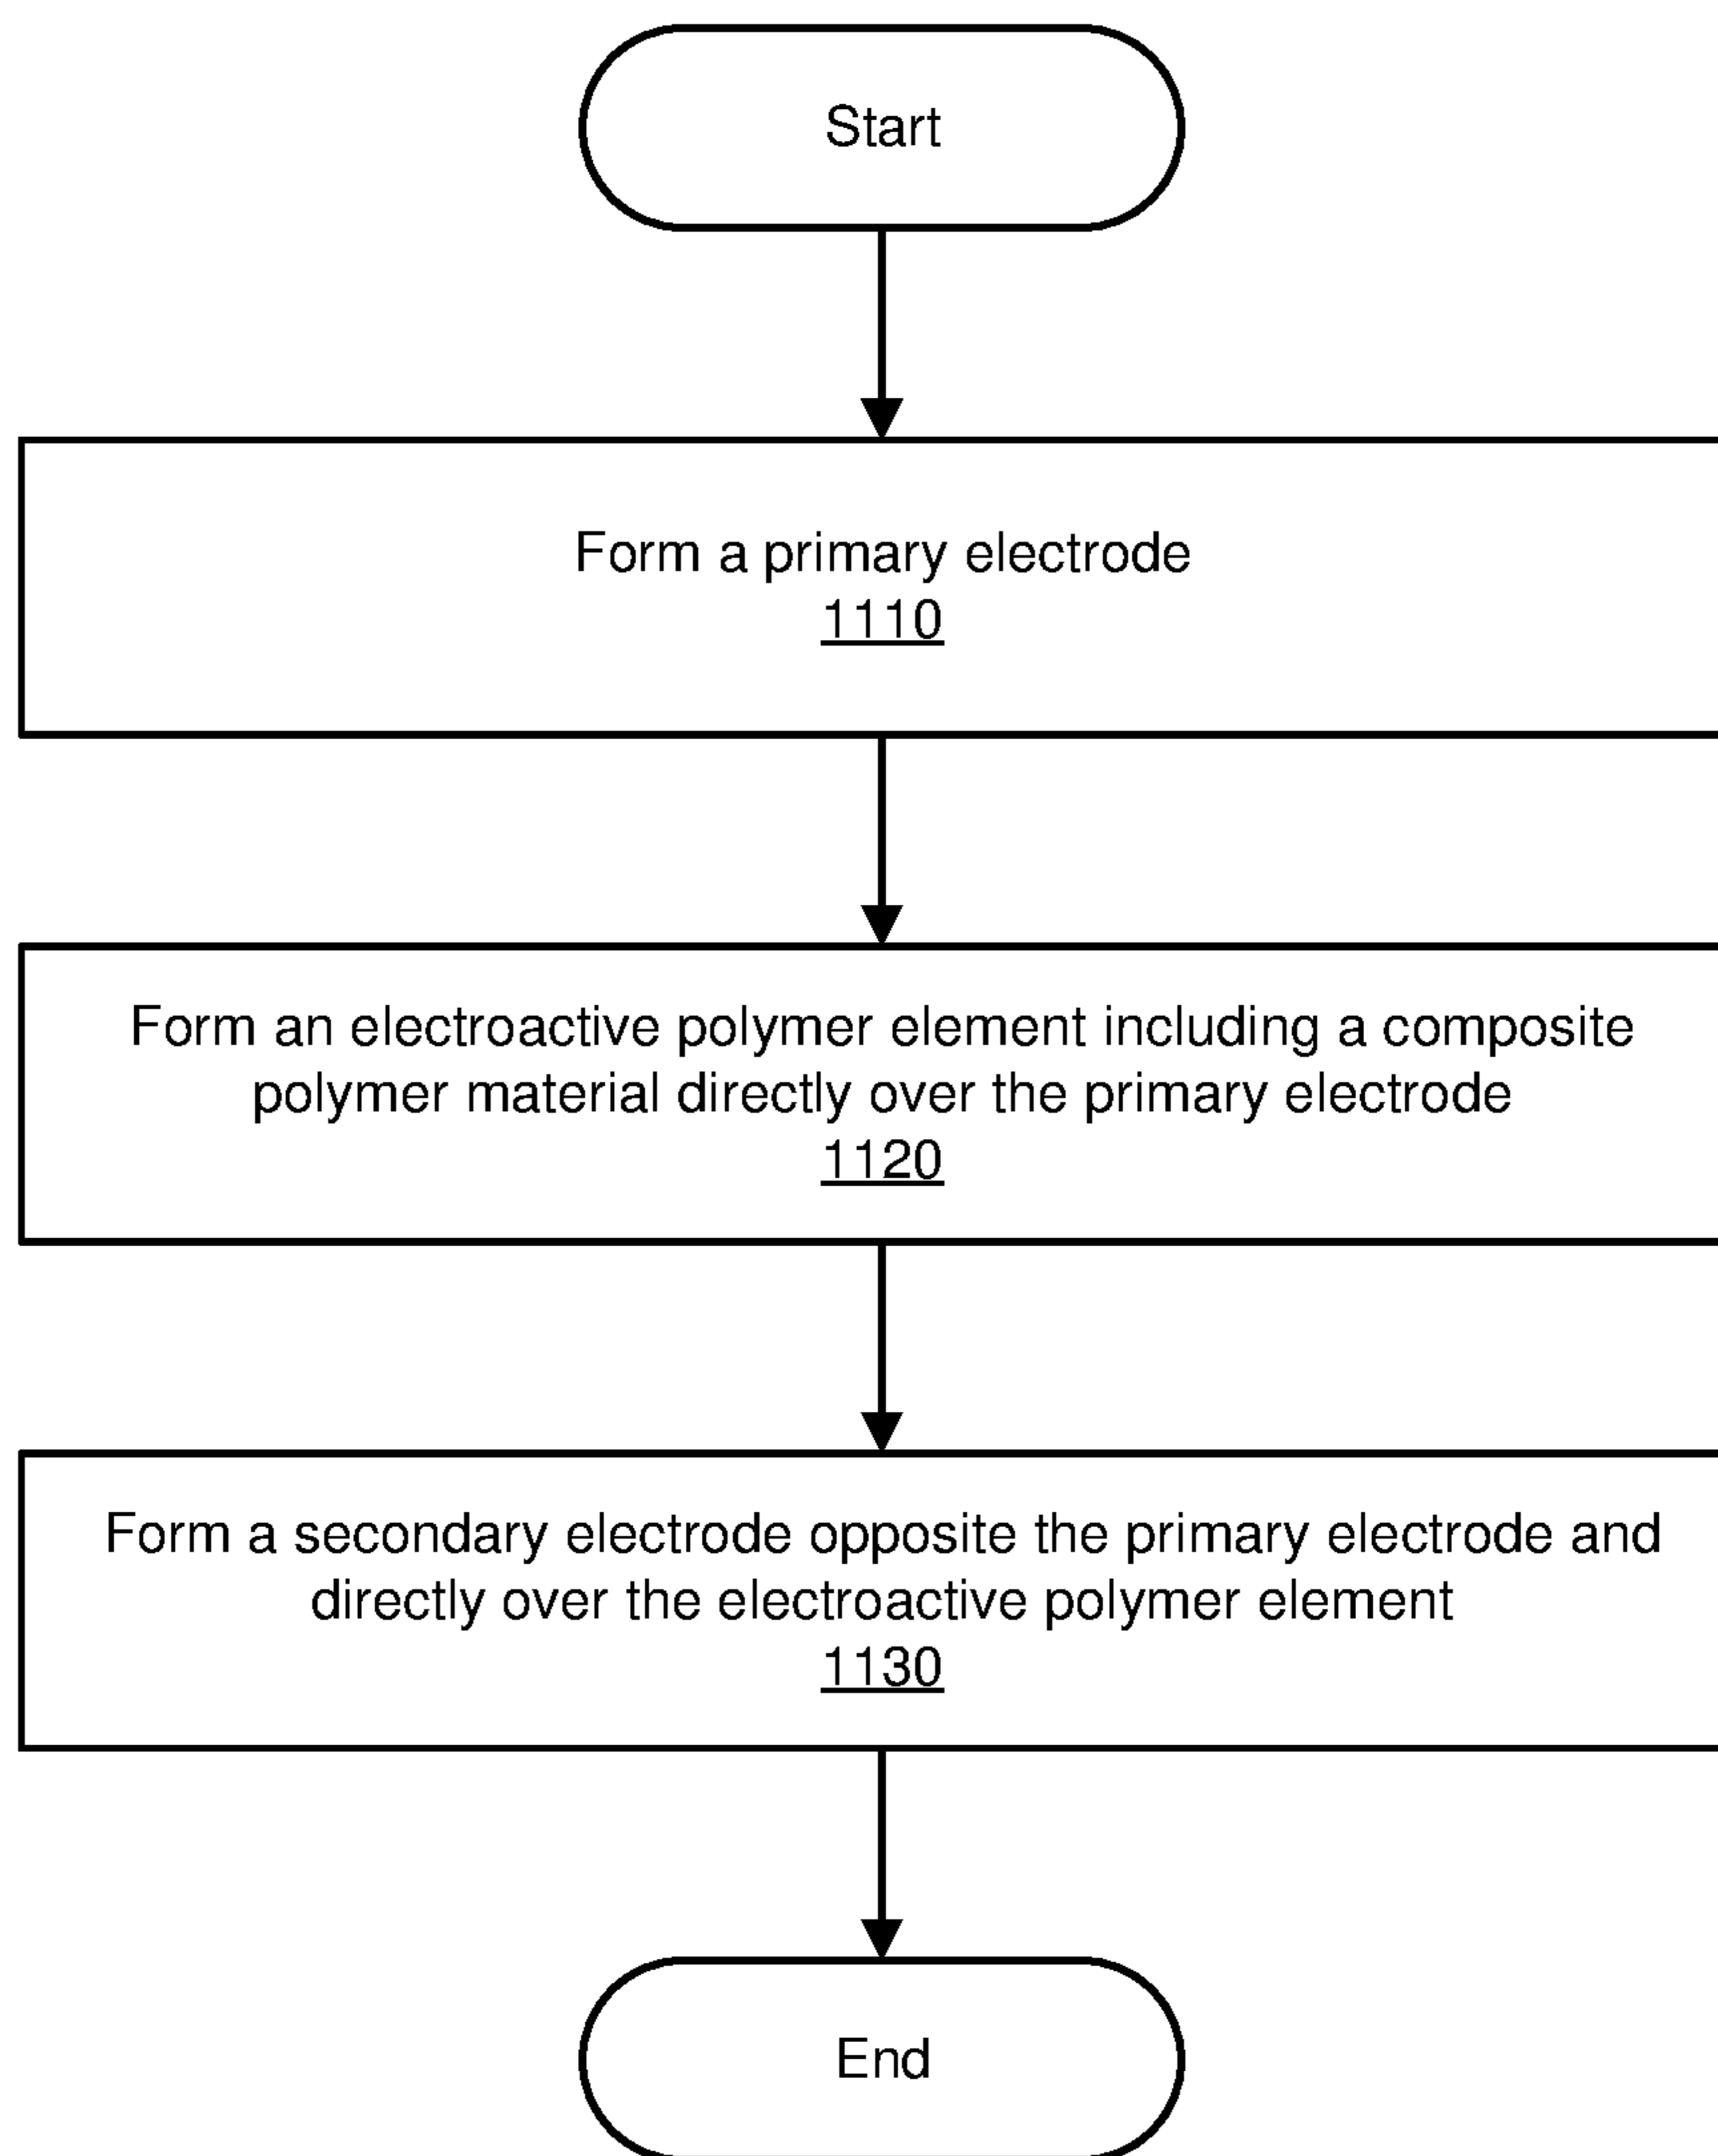 Start
Form a primary electrode
1110
Form an electroactive polymer element including a composite
polymer material directly over the primary electrode
1120
Form a secondary electrode opposite the primary electrode and
directly over the electroactive polymer element
1130
End